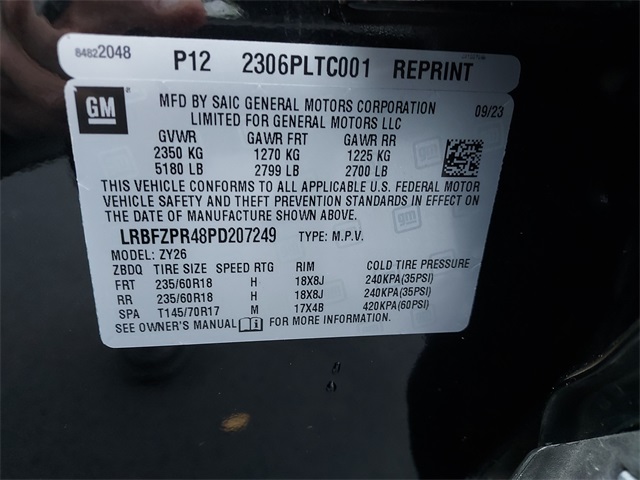 84822048 P12 2306PLTC001 REPRINT
GM
MFD BY SAIC GENERAL MOTORS CORPORATION 09/23
LIMITED FOR GENERAL MOTORS LLC
GVWR GAWR FRT GAWR RR
2350 KG 1270 KG 1225 KG
5180 LB 2799 LB 2700 LB
THIS VEHICLE CONFORMS TO ALL APPLICABLE U.S. FEDERAL MOTOR
VEHICLE SAFETY AND THEFT PREVENTION STANDARDS IN EFFECT ON
THE DATE OF MANUFACTURE SHOWN ABOVE.
LRBFZPR48PD207249 TYPE: M.P.V.
MODEL: ZY26
ZBDQ TIRE SIZE SPEED RTG RIM COLD TIRE PRESSURE
FRT 235/60R18 H 18X8J 240KPA(35PSI)
RR 235/60R18 H 18X8J 240KPA(35PSI)
SPA T145/70R17 M 17X4B 420KPA(60PSI)
SEE OWNER'S MANUAL FOR MORE INFORMATION.